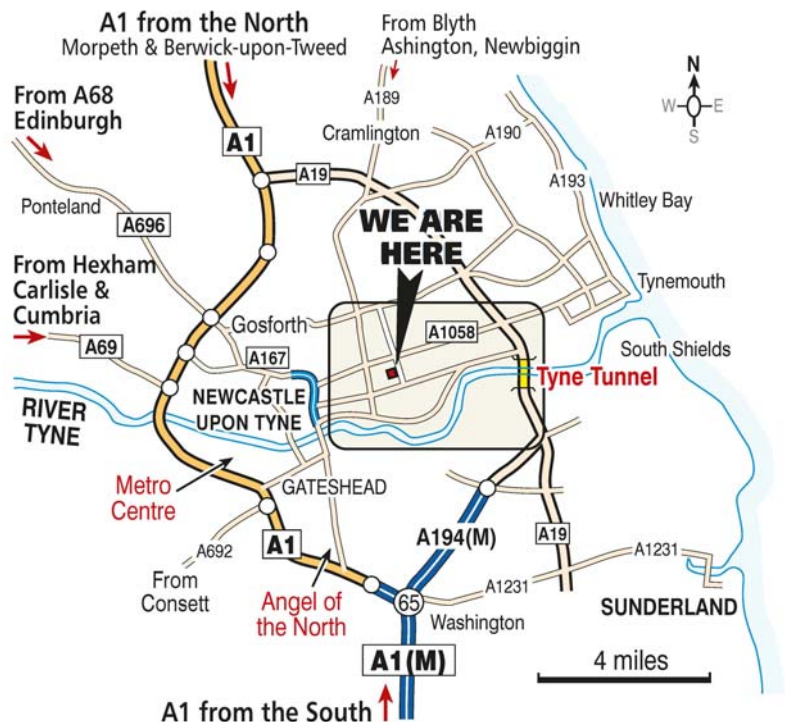 A1 from the North
Morpeth & Berwick-upon-Tweed
From Blyth
Ashington, Newbiggin
N
W E
S
From A68
Edinburgh
A1
A189
Cramlington
A190
A19
A193
Ponteland
A696
WE ARE
HERE
Whitley Bay
From Hexham
Carlisle &
Cumbria
Tynemouth
Gosforth
A1058
A69
A167
South Shields
Tyne Tunnel
NEWCASTLE
UPON TYNE
RIVER
TYNE
Metro
Centre
GATESHEAD
A194(M)
A1
A692
A19
A1231
From
Consett
A1231
Angel of
the North
65
Washington
SUNDERLAND
A1(M)
4 miles
A1 from the South